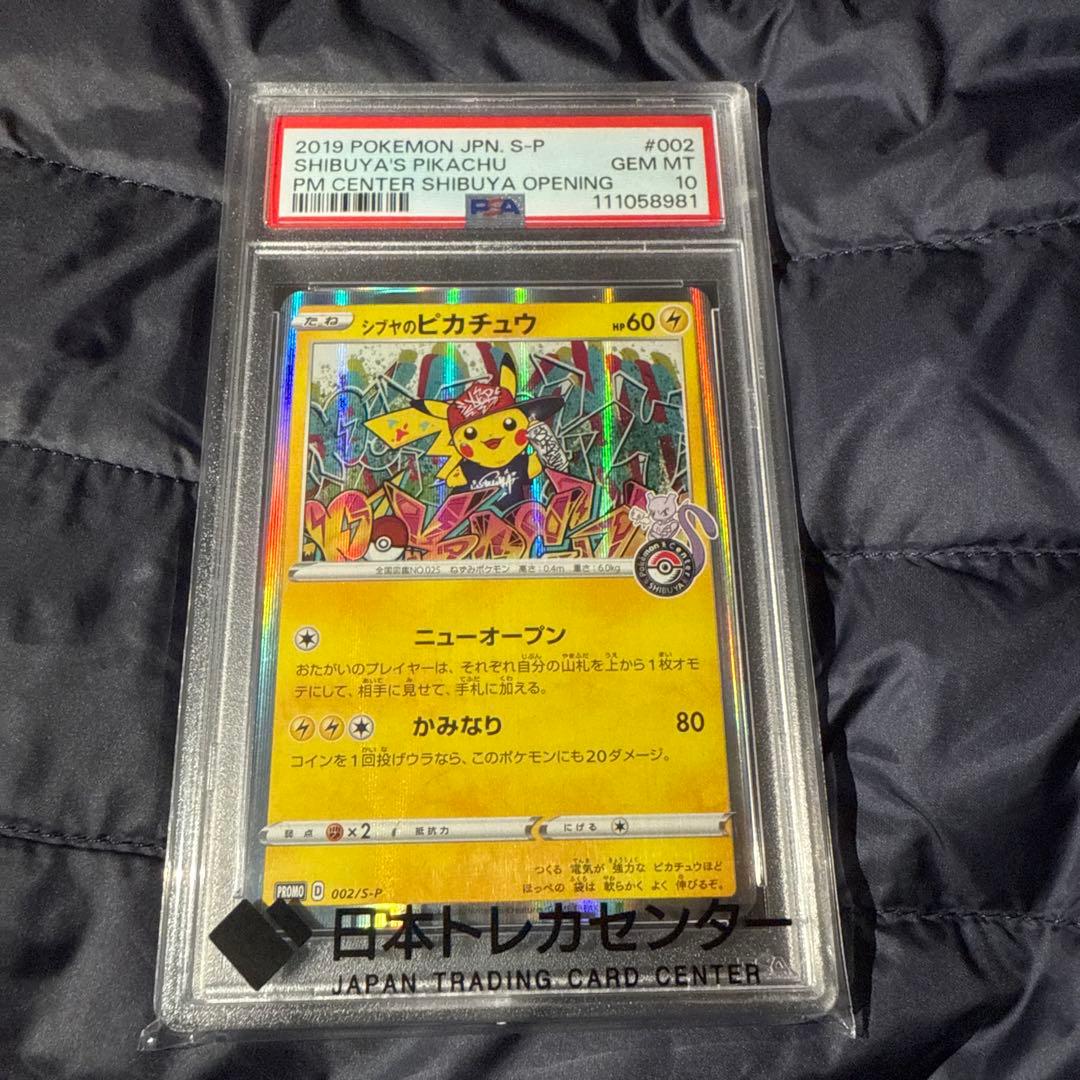 2019 POKEMON JPN. S-P #002
SHIBUYA'S PIKACHU GEM MT
PM CENTER SHIBUYA OPENING 10
111058981
PSA
たね シブヤのピカチュウ HP60
全国図鑑NO.025 ねずみポケモン 高さ:0.4m 重さ:6.0kg
Pokémon Center
SHIBUYA
ニューオープン
おたがいのプレイヤーは、それぞれ自分の山札を上から1枚オモ
テにして、相手に見せて、手札に加える。
かみなり 80
コインを1回投げウラなら、このポケモンにも20ダメージ。
弱点 ×2 抵抗力 にげる
つくる 電気が 強力な ピカチュウほど
ほっぺの 袋は 軟らかく よく 伸びるぞ。
PROMO D 002/S-P
日本トレカセンター
JAPAN TRADING CARD CENTER